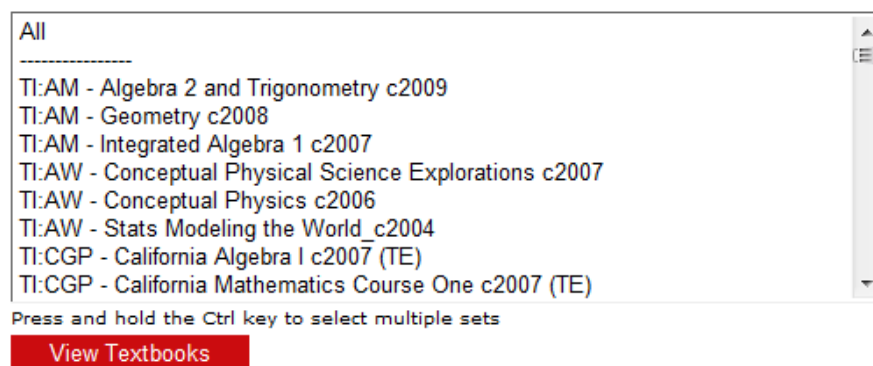 All
----------------
TI:AM - Algebra 2 and Trigonometry c2009
TI:AM - Geometry c2008
TI:AM - Integrated Algebra 1 c2007
TI:AW - Conceptual Physical Science Explorations c2007
TI:AW - Conceptual Physics c2006
TI:AW - Stats Modeling the World_c2004
TI:CGP - California Algebra I c2007 (TE)
TI:CGP - California Mathematics Course One c2007 (TE)
Press and hold the Ctrl key to select multiple sets
View Textbooks